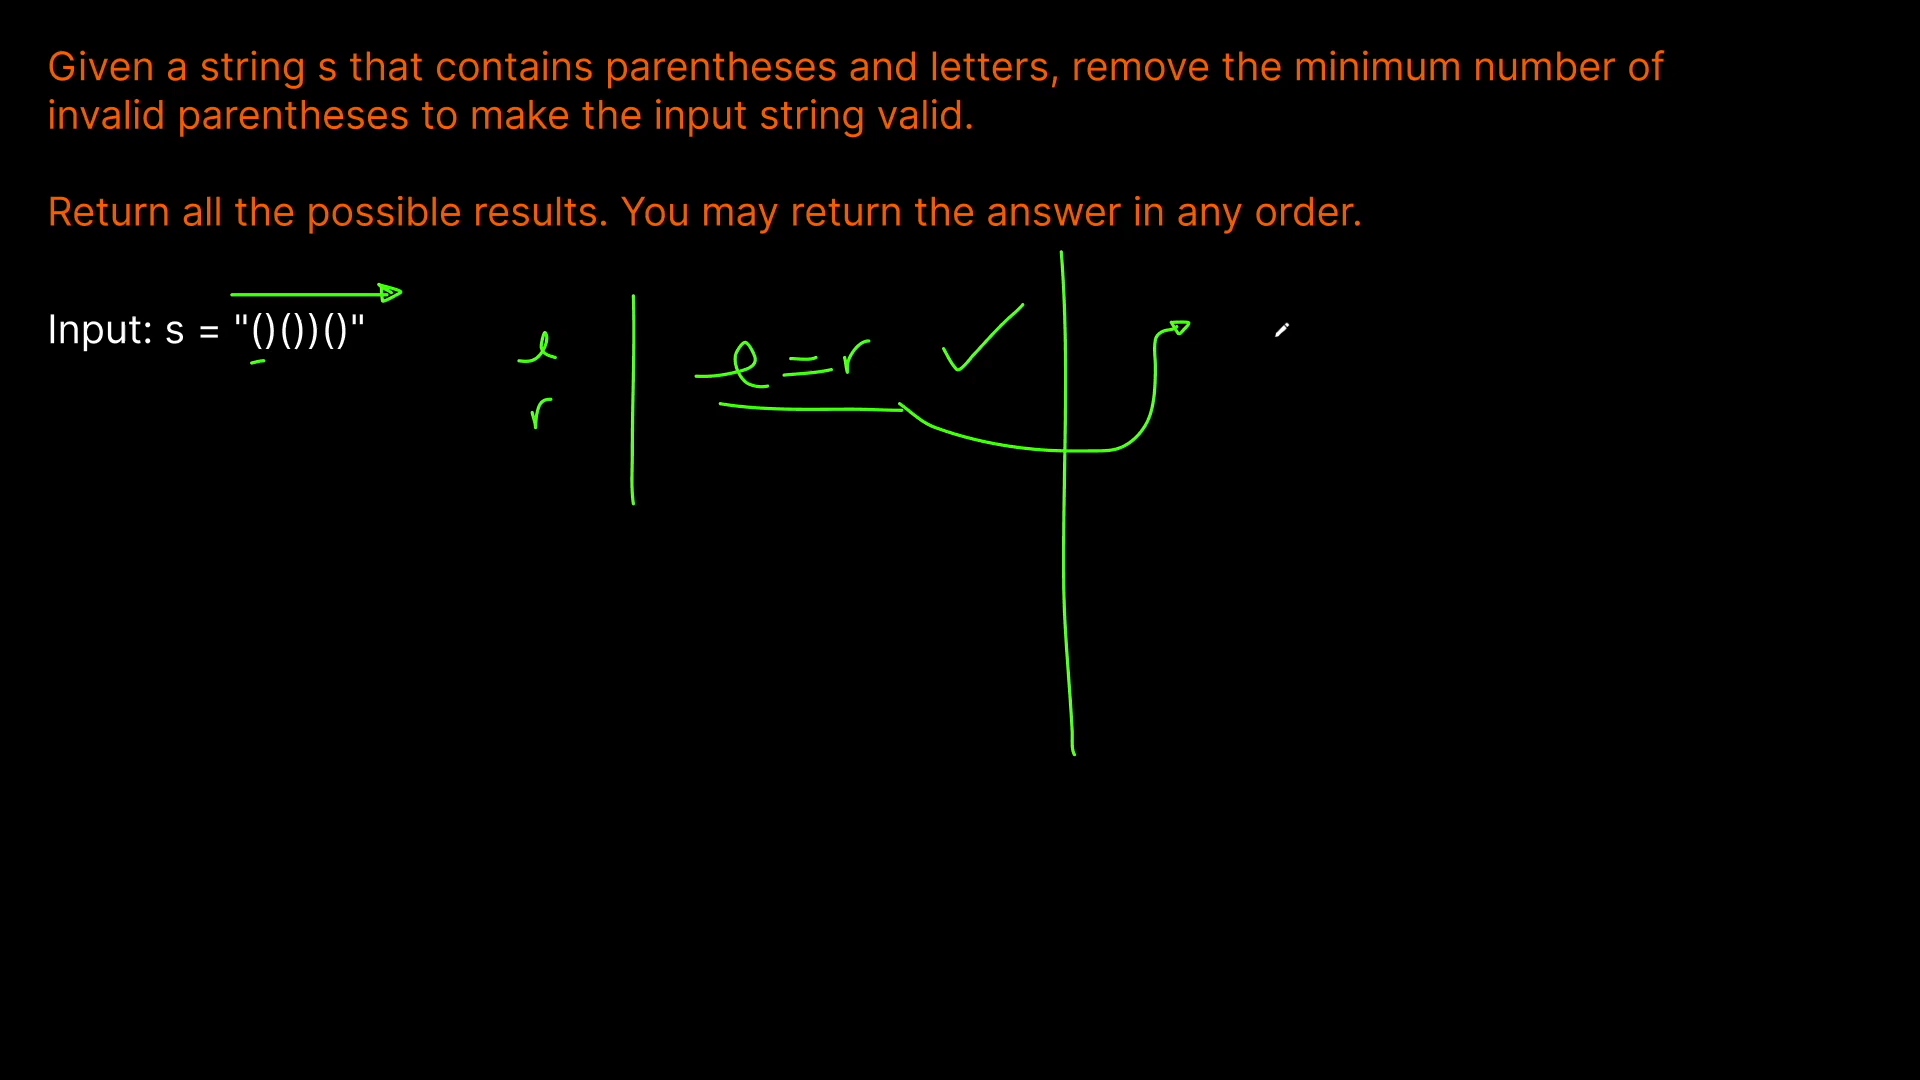 Given a string s that contains parentheses and letters, remove the minimum number of
invalid parentheses to make the input string valid.
Return all the possible results. You may return the answer in any order.
Input: s = "()())()"
l
r
l = r ✓